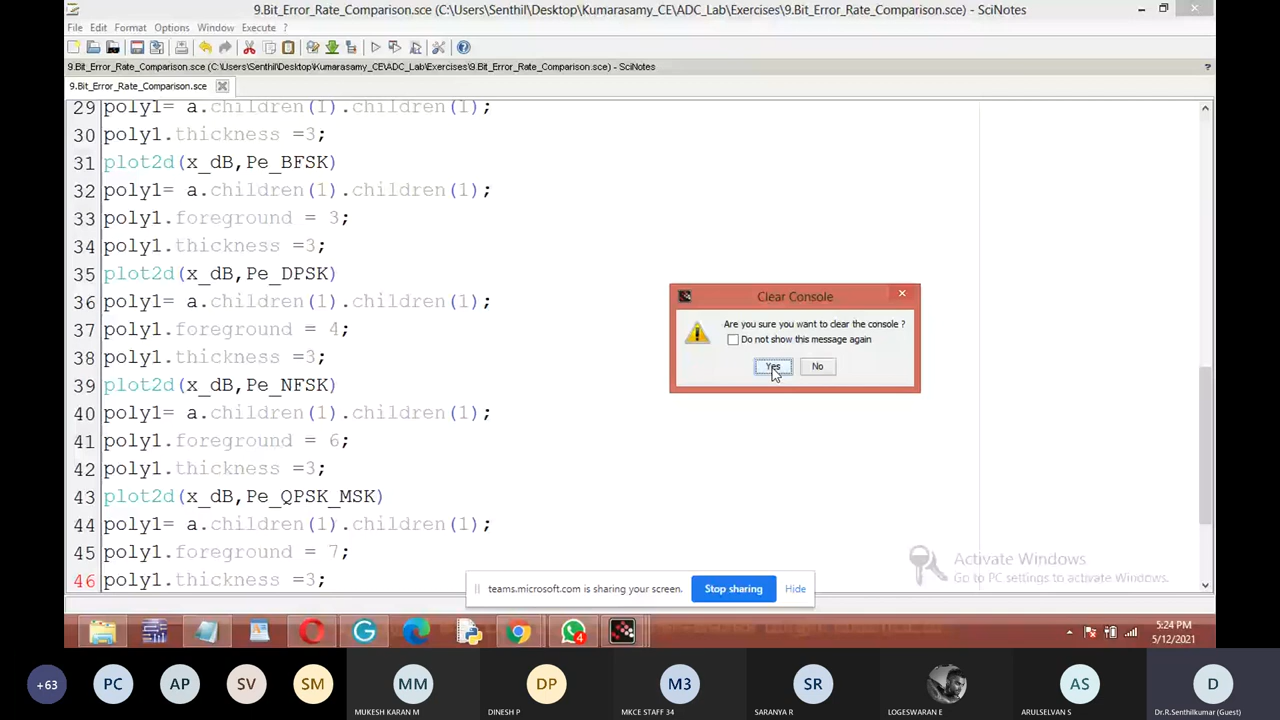 9.Bit_Error_Rate_Comparison.sce (C:\Users\Senthil\Desktop\Kumarasamy_CE\ADC_Lab\Exercises\9.Bit_Error_Rate_Comparison.sce) - SciNotes
File Edit Format Options Window Execute ?
9.Bit_Error_Rate_Comparison.sce (C:\Users\Senthil\Desktop\Kumarasamy_CE\ADC_Lab\Exercises\9.Bit_Error_Rate_Comparison.sce) - SciNotes ?
9.Bit_Error_Rate_Comparison.sce
29 poly1= a.children(1).children(1);
30 poly1.thickness =3;
31 plot2d(x_dB,Pe_BFSK)
32 poly1= a.children(1).children(1);
33 poly1.foreground = 3;
34 poly1.thickness =3;
35 plot2d(x_dB,Pe_DPSK)
36 poly1= a.children(1).children(1);
37 poly1.foreground = 4;
38 poly1.thickness =3;
39 plot2d(x_dB,Pe_NFSK)
40 poly1= a.children(1).children(1);
41 poly1.foreground = 6;
42 poly1.thickness =3;
43 plot2d(x_dB,Pe_QPSK_MSK)
44 poly1= a.children(1).children(1);
45 poly1.foreground = 7;
46 poly1.thickness =3;
Clear Console
Are you sure you want to clear the console ?
Do not show this message again
Yes No
Activate Windows
Go to PC settings to activate Windows.
teams.microsoft.com is sharing your screen. Stop sharing Hide
4
5:24 PM
5/12/2021
+63 PC AP SV SM MM DP M3 SR AS D
MUKESH KARAN M DINESH P MKCE STAFF 34 SARANYA R LOGESWARAN E ARULSELVAN S Dr.R.Senthilkumar (Guest)